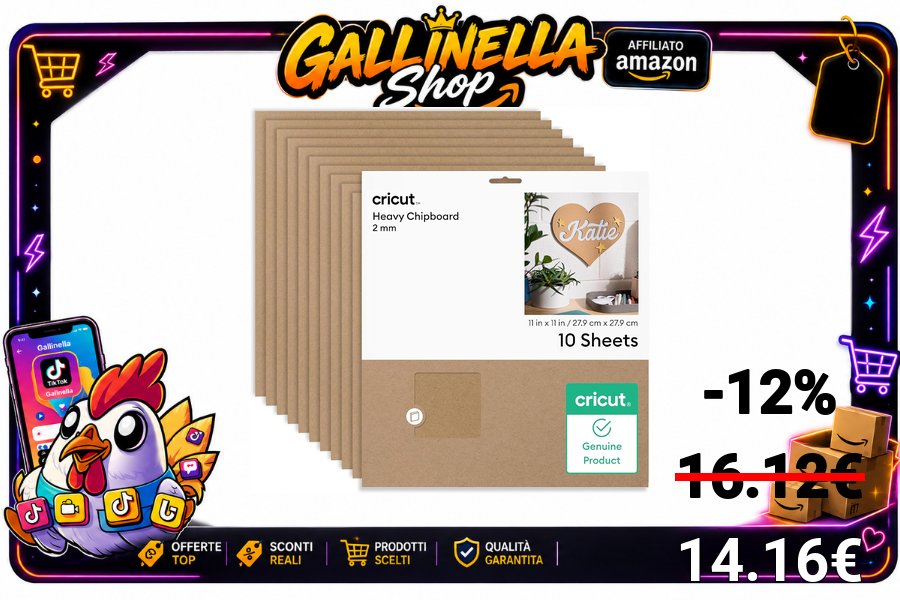 GALLINELLA
Shop
AFFILIATO
amazon
cricut
Heavy Chipboard
2 mm
Katie
11 in x 11 in / 27.9 cm x 27.9 cm
10 Sheets
cricut
Genuine
Product
Gallinella
TikTok
Gallinella
-12%
16.12€
14.16€
OFFERTE
TOP
SCONTI
REALI
PRODOTTI
SCELTI
QUALITÀ
GARANTITA